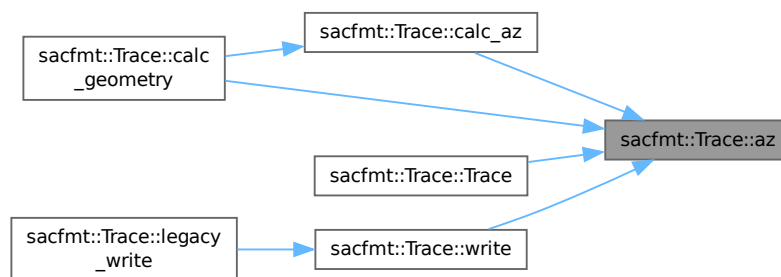 sacfmt::Trace::calc_az
sacfmt::Trace::calc
_geometry
sacfmt::Trace::az
sacfmt::Trace::Trace
sacfmt::Trace::legacy
_write
sacfmt::Trace::write